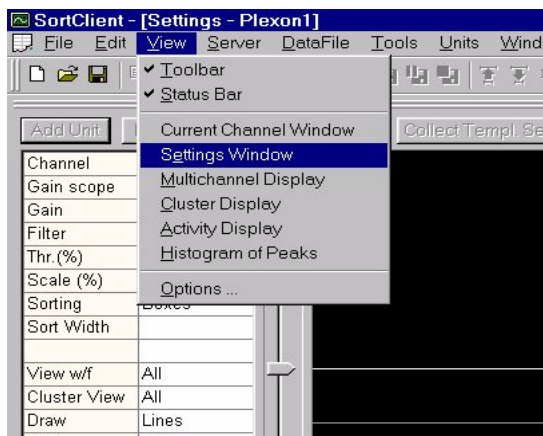 SortClient - [Settings - Plexon1]
File Edit View Server DataFile Tools Units Wind
Toolbar
Status Bar
Add Unit Collect Templ. Se
Current Channel Window
Settings Window
Multichannel Display
Cluster Display
Activity Display
Histogram of Peaks
Options ...
Channel
Gain scope
Gain
Filter
Thr.(%)
Scale (%)
Sorting Boxes
Sort Width
View w/f All
Cluster View All
Draw Lines